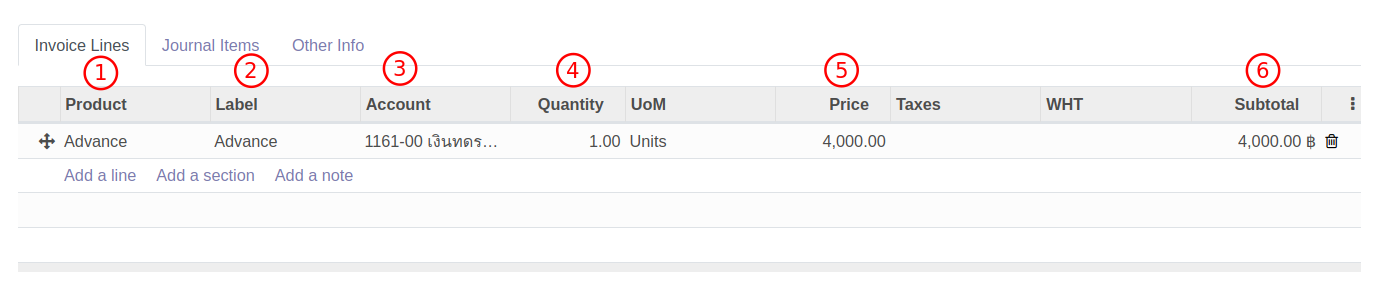 Invoice Lines Journal Items Other Info
1 2 3 4 5 6
Product Label Account Quantity UoM Price Taxes WHT Subtotal
Advance Advance 1161-00 เงินทดร… 1.00 Units 4,000.00 4,000.00 ฿
Add a line Add a section Add a note